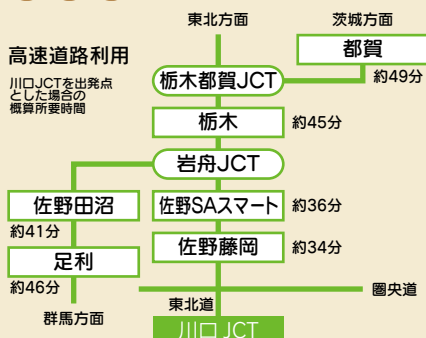 東北方面
茨城方面
高速道路利用
川口JCTを出発点
とした場合の
概算所要時間
都賀
約49分
栃木都賀JCT
栃木
約45分
岩舟JCT
佐野田沼
約41分
佐野SAスマート
約36分
足利
約46分
佐野藤岡
約34分
圏央道
東北道
群馬方面
川口JCT